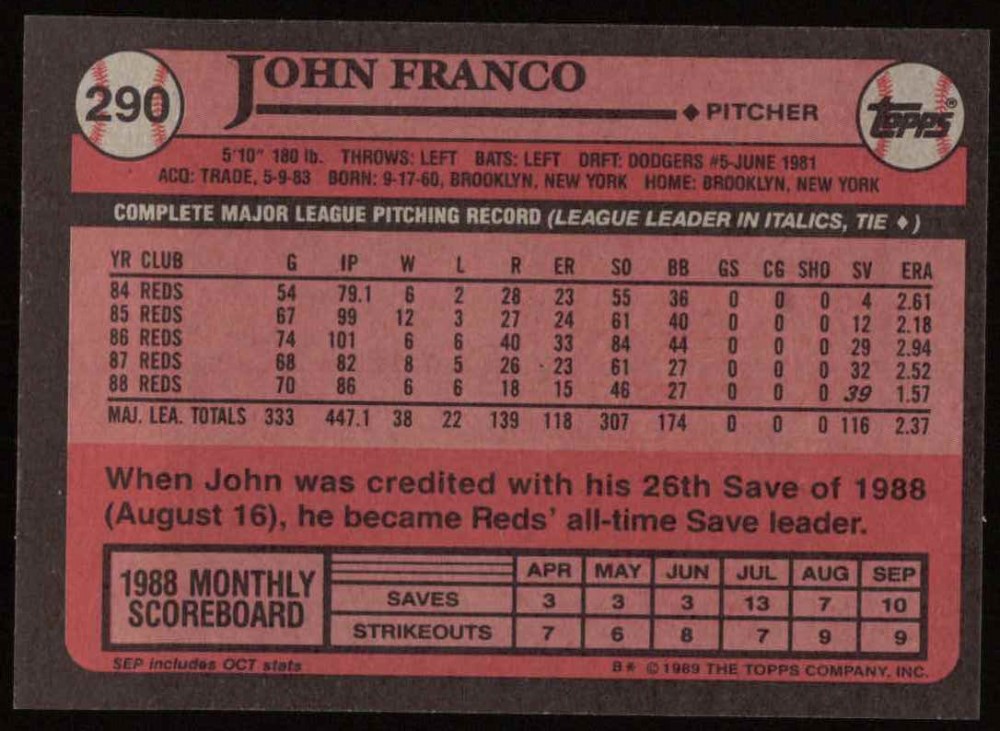 290
JOHN FRANCO
◆ PITCHER
topps®
5'10" 180 lb. THROWS: LEFT BATS: LEFT DRFT: DODGERS #5-JUNE 1981
ACQ: TRADE, 5-9-83 BORN: 9-17-60, BROOKLYN, NEW YORK HOME: BROOKLYN, NEW YORK
COMPLETE MAJOR LEAGUE PITCHING RECORD (LEAGUE LEADER IN ITALICS, TIE ♦)
YR CLUB G IP W L R ER SO BB GS CG SHO SV ERA
84 REDS 54 79.1 6 2 28 23 55 36 0 0 0 4 2.61
85 REDS 67 99 12 3 27 24 61 40 0 0 0 12 2.18
86 REDS 74 101 6 6 40 33 84 44 0 0 0 29 2.94
87 REDS 68 82 8 5 26 23 61 27 0 0 0 32 2.52
88 REDS 70 86 6 6 18 15 46 27 0 0 0 39 1.57
MAJ. LEA. TOTALS 333 447.1 38 22 139 118 307 174 0 0 0 116 2.37
When John was credited with his 26th Save of 1988
(August 16), he became Reds' all-time Save leader.
1988 MONTHLY
SCOREBOARD
APR MAY JUN JUL AUG SEP
SAVES 3 3 3 13 7 10
STRIKEOUTS 7 6 8 7 9 9
SEP includes OCT stats
B* © 1989 THE TOPPS COMPANY, INC.